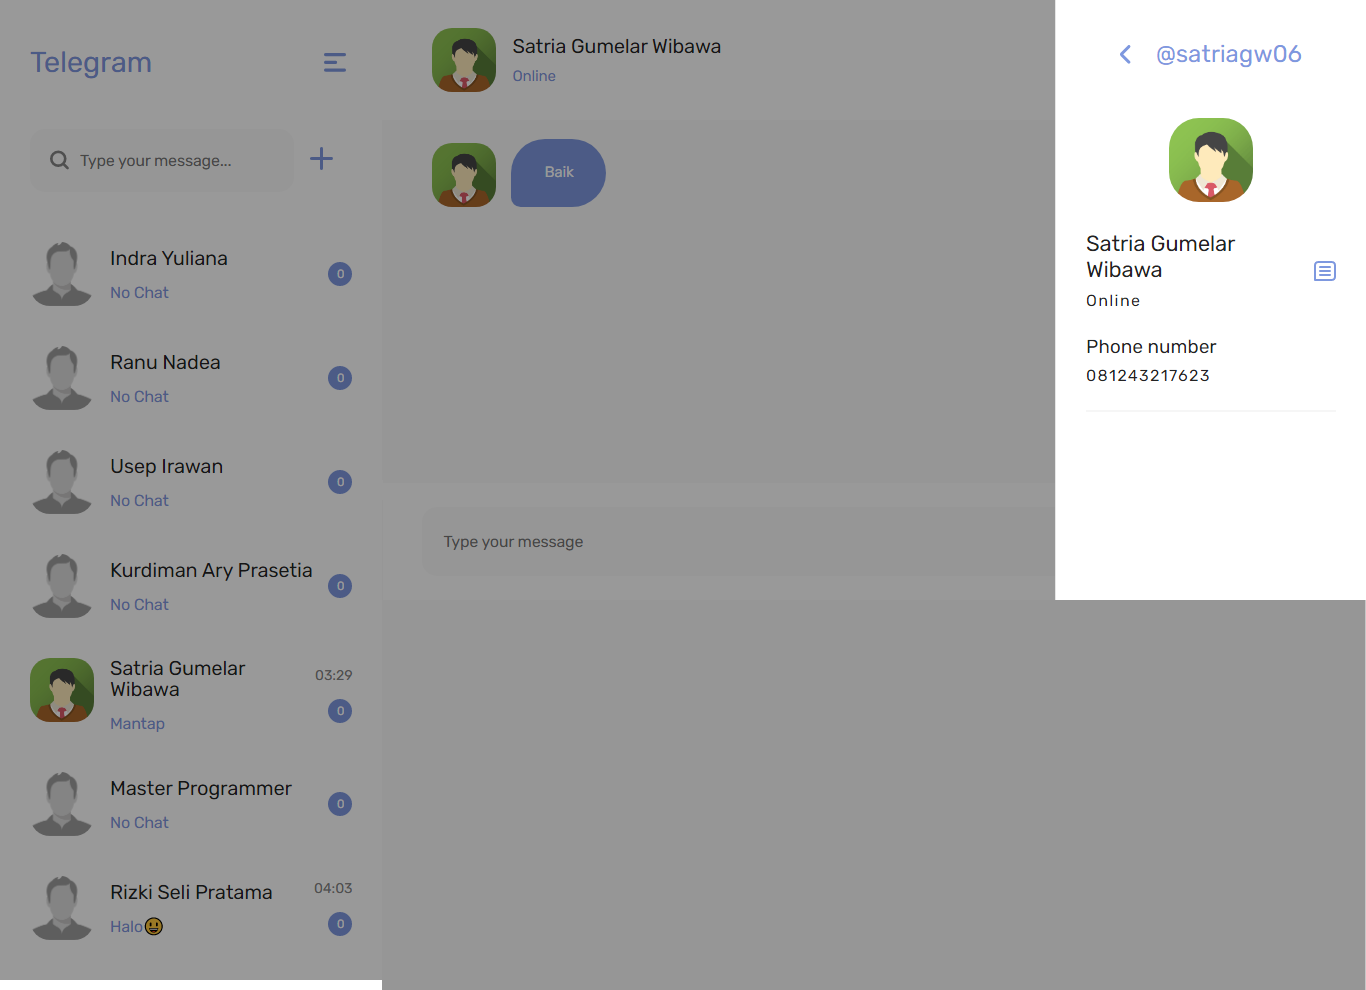 Telegram
Type your message...
Indra Yuliana
No Chat
0
Ranu Nadea
No Chat
0
Usep Irawan
No Chat
0
Kurdiman Ary Prasetia
No Chat
0
Satria Gumelar
Wibawa
03:29
Mantap
0
Master Programmer
No Chat
0
Rizki Seli Pratama
04:03
Halo😃
0
Satria Gumelar Wibawa
Online
Baik
Type your message
@satriagw06
Satria Gumelar
Wibawa
Online
Phone number
081243217623